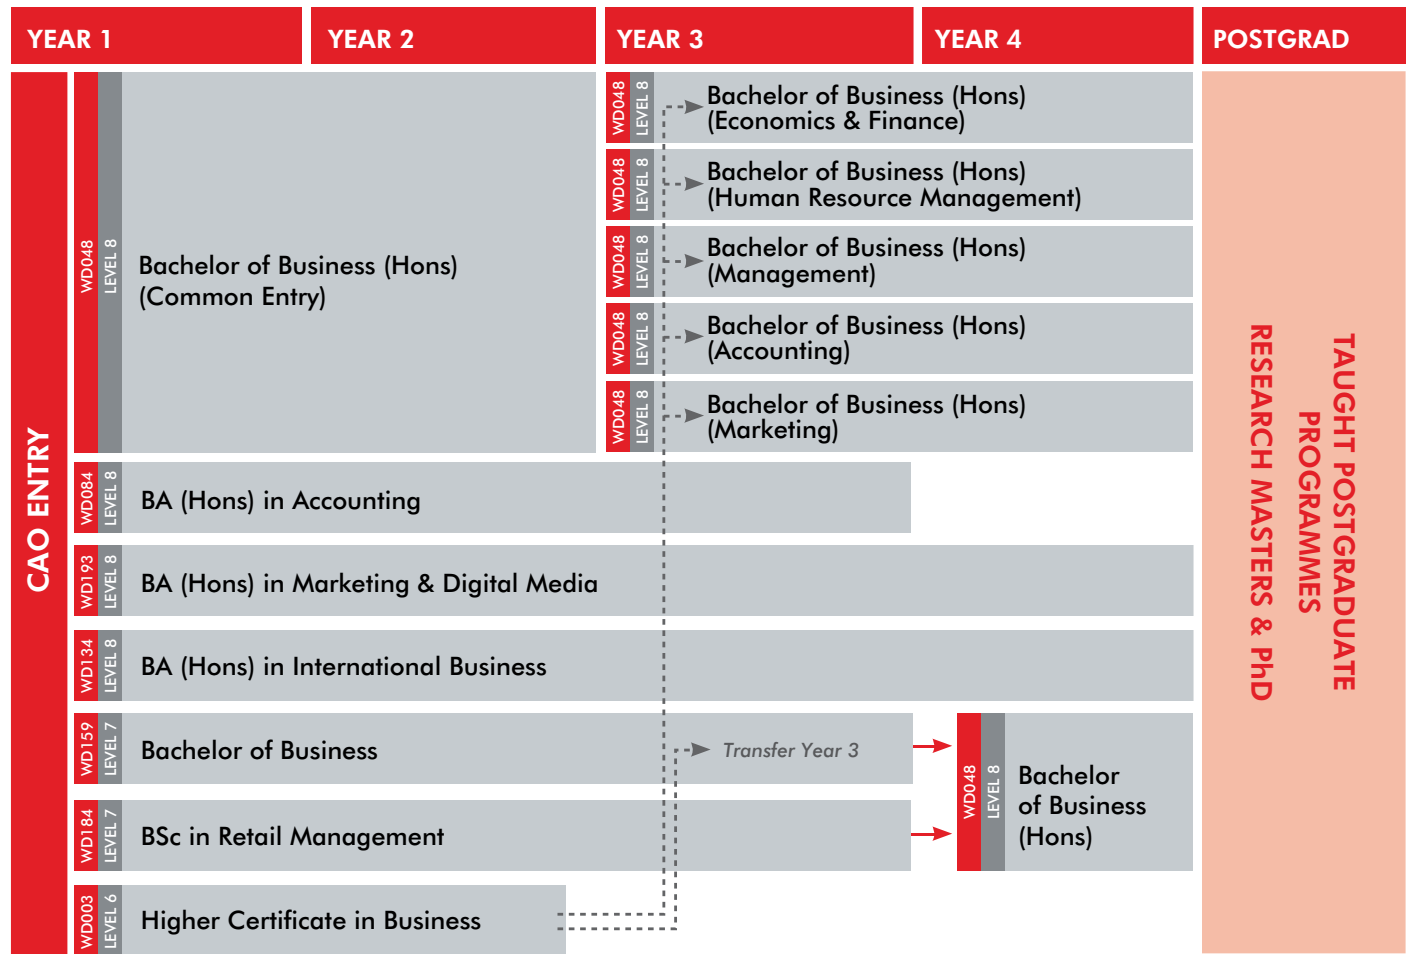 YEAR 1
YEAR 2
YEAR 3
YEAR 4
POSTGRAD
CAO ENTRY
WD048
LEVEL 8
Bachelor of Business (Hons)
(Common Entry)
WD048
LEVEL 8
Bachelor of Business (Hons)
(Economics & Finance)
WD048
LEVEL 8
Bachelor of Business (Hons)
(Human Resource Management)
WD048
LEVEL 8
Bachelor of Business (Hons)
(Management)
WD048
LEVEL 8
Bachelor of Business (Hons)
(Accounting)
WD048
LEVEL 8
Bachelor of Business (Hons)
(Marketing)
WD084
LEVEL 8
BA (Hons) in Accounting
WD193
LEVEL 8
BA (Hons) in Marketing & Digital Media
WD134
LEVEL 8
BA (Hons) in International Business
WD159
LEVEL 7
Bachelor of Business
Transfer Year 3
WD184
LEVEL 7
BSc in Retail Management
WD048
LEVEL 8
Bachelor
of Business
(Hons)
WD003
LEVEL 6
Higher Certificate in Business
TAUGHT POSTGRADUATE
PROGRAMMES
RESEARCH MASTERS & PhD